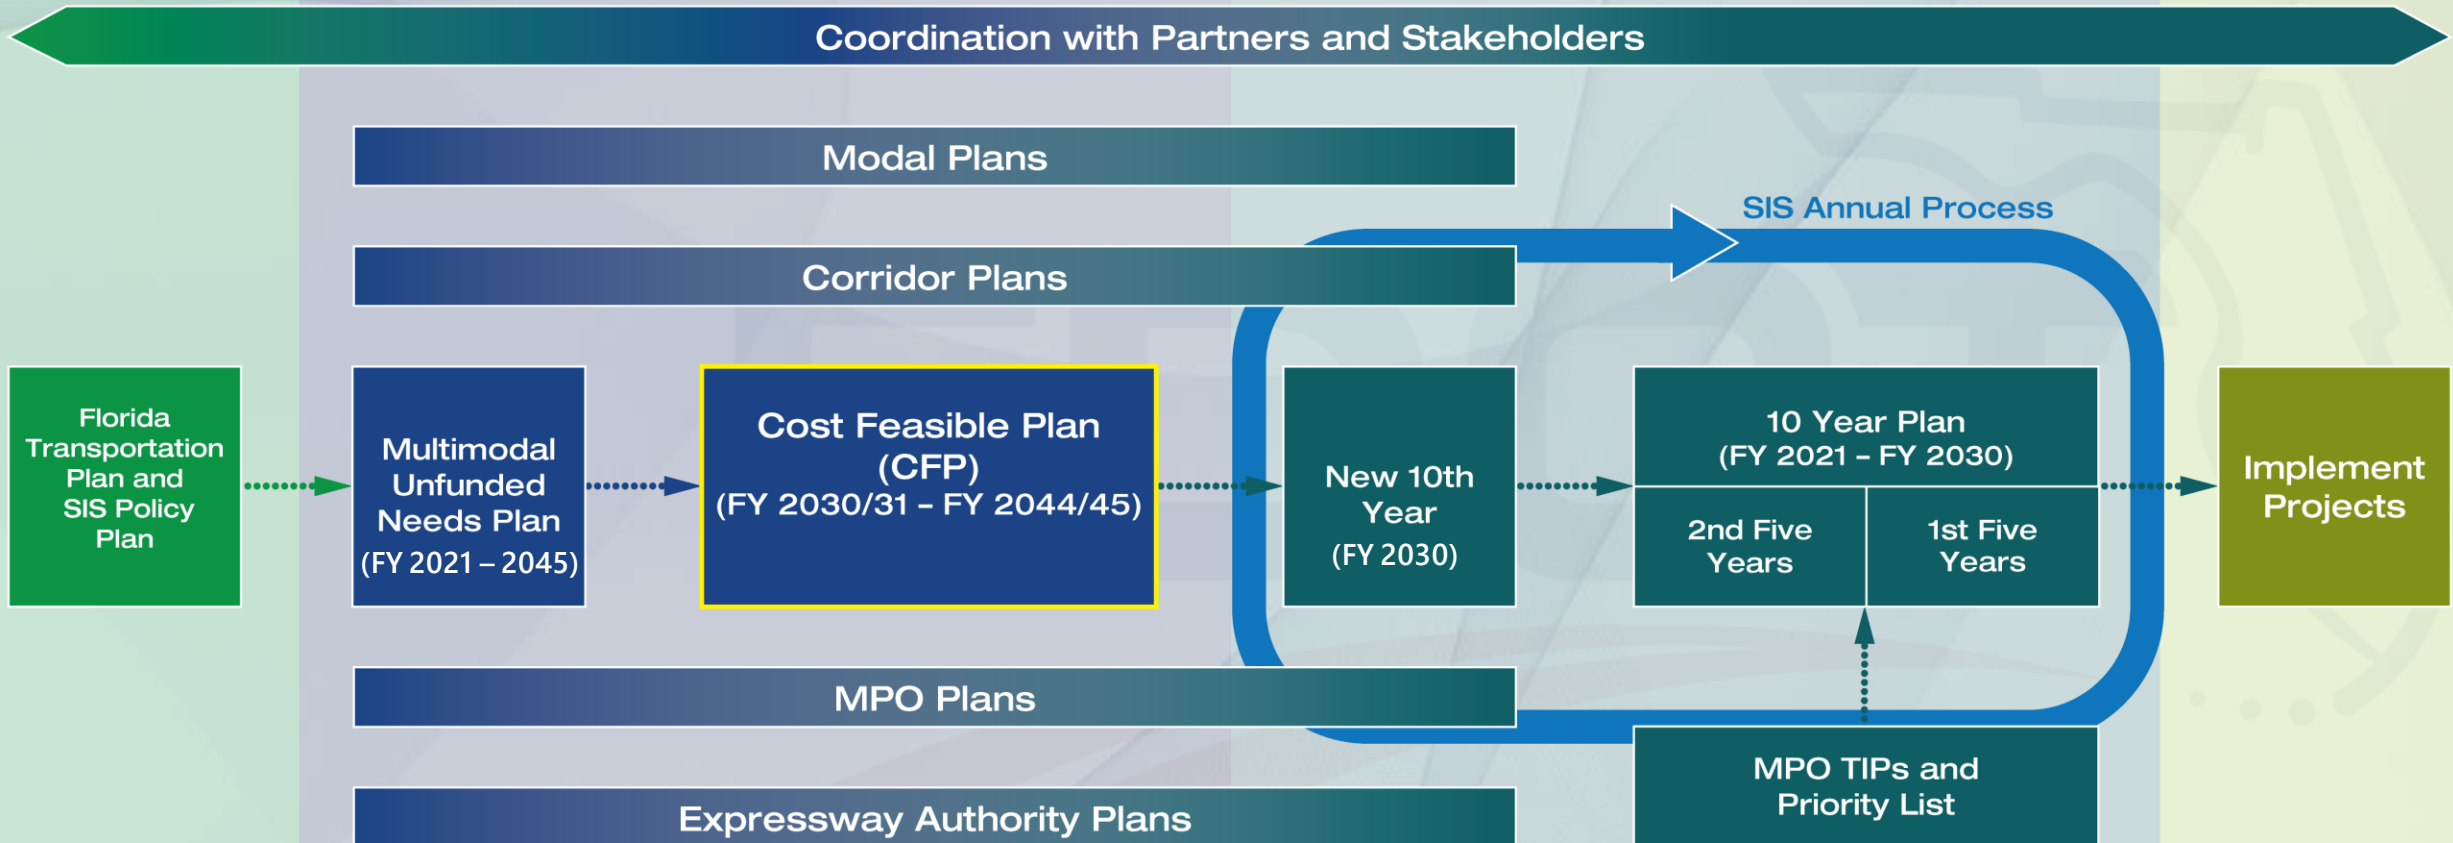 Coordination with Partners and Stakeholders
Modal Plans
SIS Annual Process
Corridor Plans
Florida
Transportation
Plan and
SIS Policy
Plan
Multimodal
Unfunded
Needs Plan
(FY 2021 – 2045)
Cost Feasible Plan
(CFP)
(FY 2030/31 – FY 2044/45)
New 10th
Year
(FY 2030)
10 Year Plan
(FY 2021 – FY 2030)
2nd Five
Years
1st Five
Years
Implement
Projects
MPO Plans
MPO TIPs and
Priority List
Expressway Authority Plans